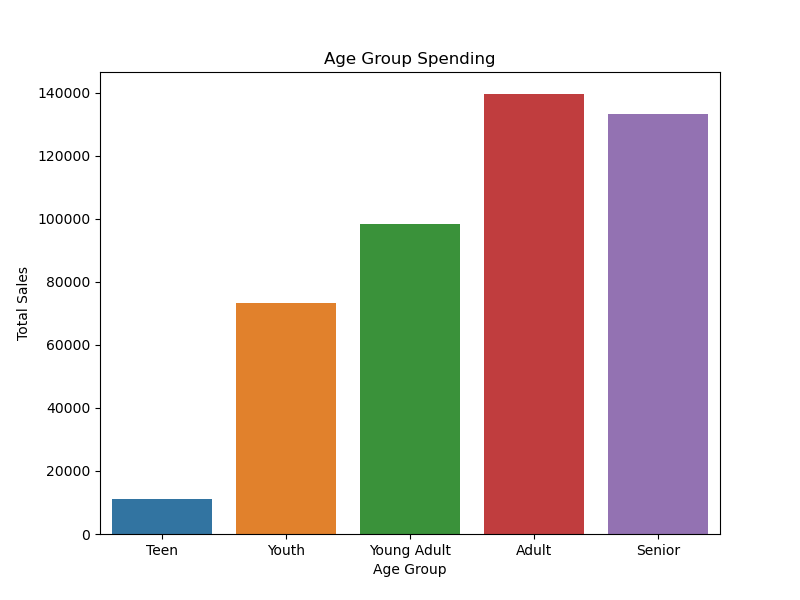 Age Group Spending
Total Sales
140000
120000
100000
80000
60000
40000
20000
0
Teen Youth Young Adult Adult Senior
Age Group